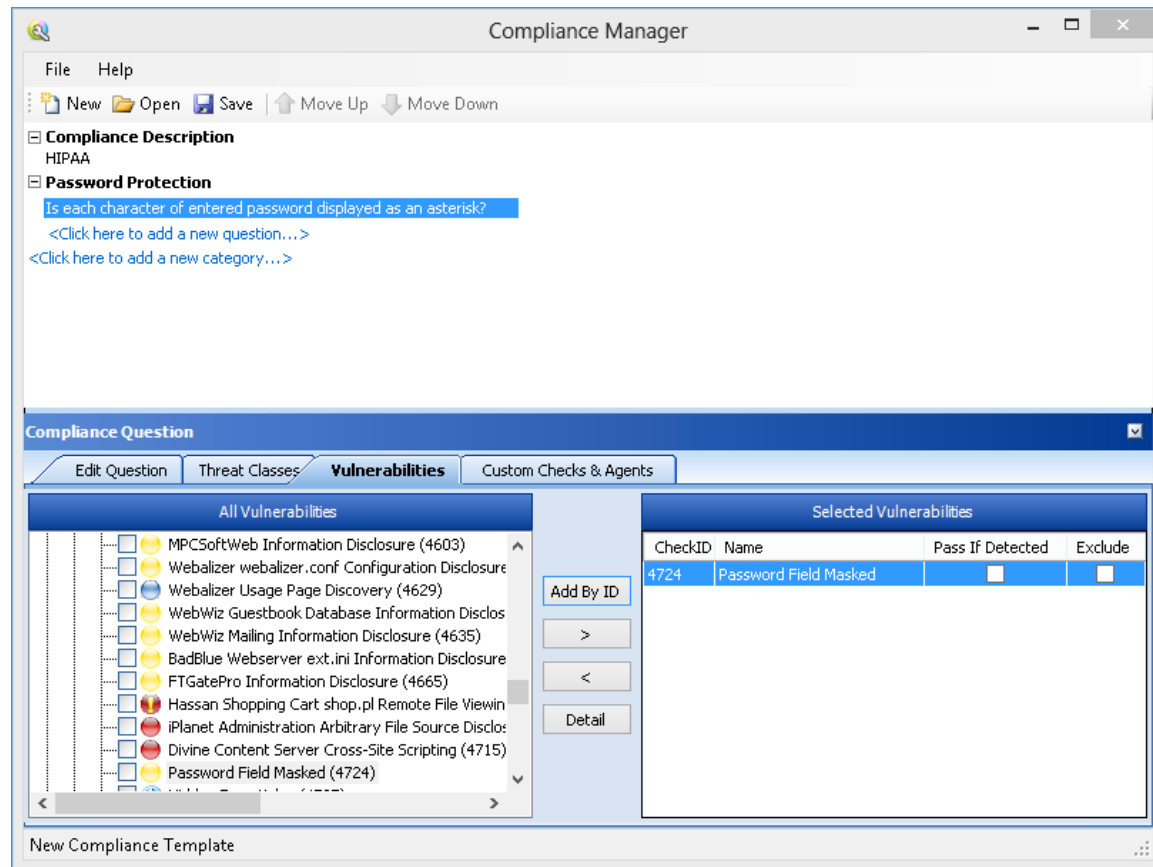 Compliance Manager
File Help
New Open Save Move Up Move Down
Compliance Description
HIPAA
Password Protection
Is each character of entered password displayed as an asterisk?
<Click here to add a new question...>
<Click here to add a new category...>
Compliance Question
Edit Question Threat Classes Vulnerabilities Custom Checks & Agents
All Vulnerabilities
MPCSoftWeb Information Disclosure (4603)
Webalizer webalizer.conf Configuration Disclosure
Webalizer Usage Page Discovery (4629)
WebWiz Guestbook Database Information Disclos
WebWiz Mailing Information Disclosure (4635)
BadBlue Webserver ext.ini Information Disclosure
FTGatePro Information Disclosure (4665)
Hassan Shopping Cart shop.pl Remote File Viewin
iPlanet Administration Arbitrary File Source Disclos
Divine Content Server Cross-Site Scripting (4715)
Password Field Masked (4724)
Add By ID
>
<
Detail
Selected Vulnerabilities
CheckID Name Pass If Detected Exclude
4724 Password Field Masked
New Compliance Template